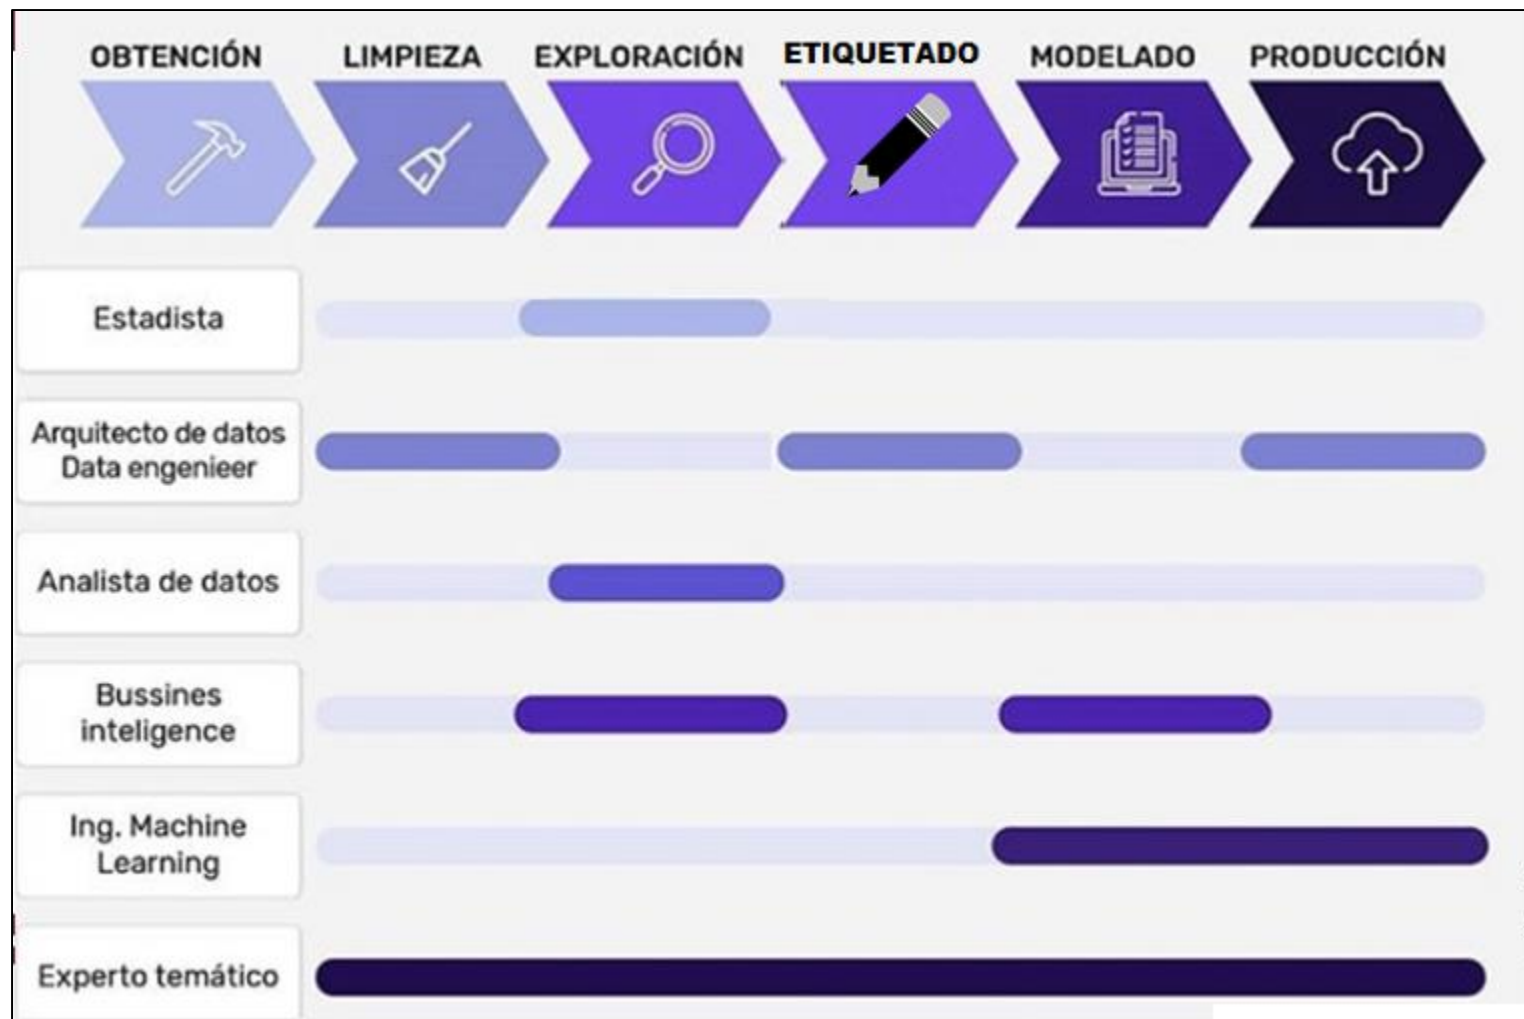 OBTENCIÓN
LIMPIEZA
EXPLORACIÓN
ETIQUETADO
MODELADO
PRODUCCIÓN
Estadista
Arquitecto de datos
Data engenieer
Analista de datos
Bussines
inteligence
Ing. Machine
Learning
Experto temático